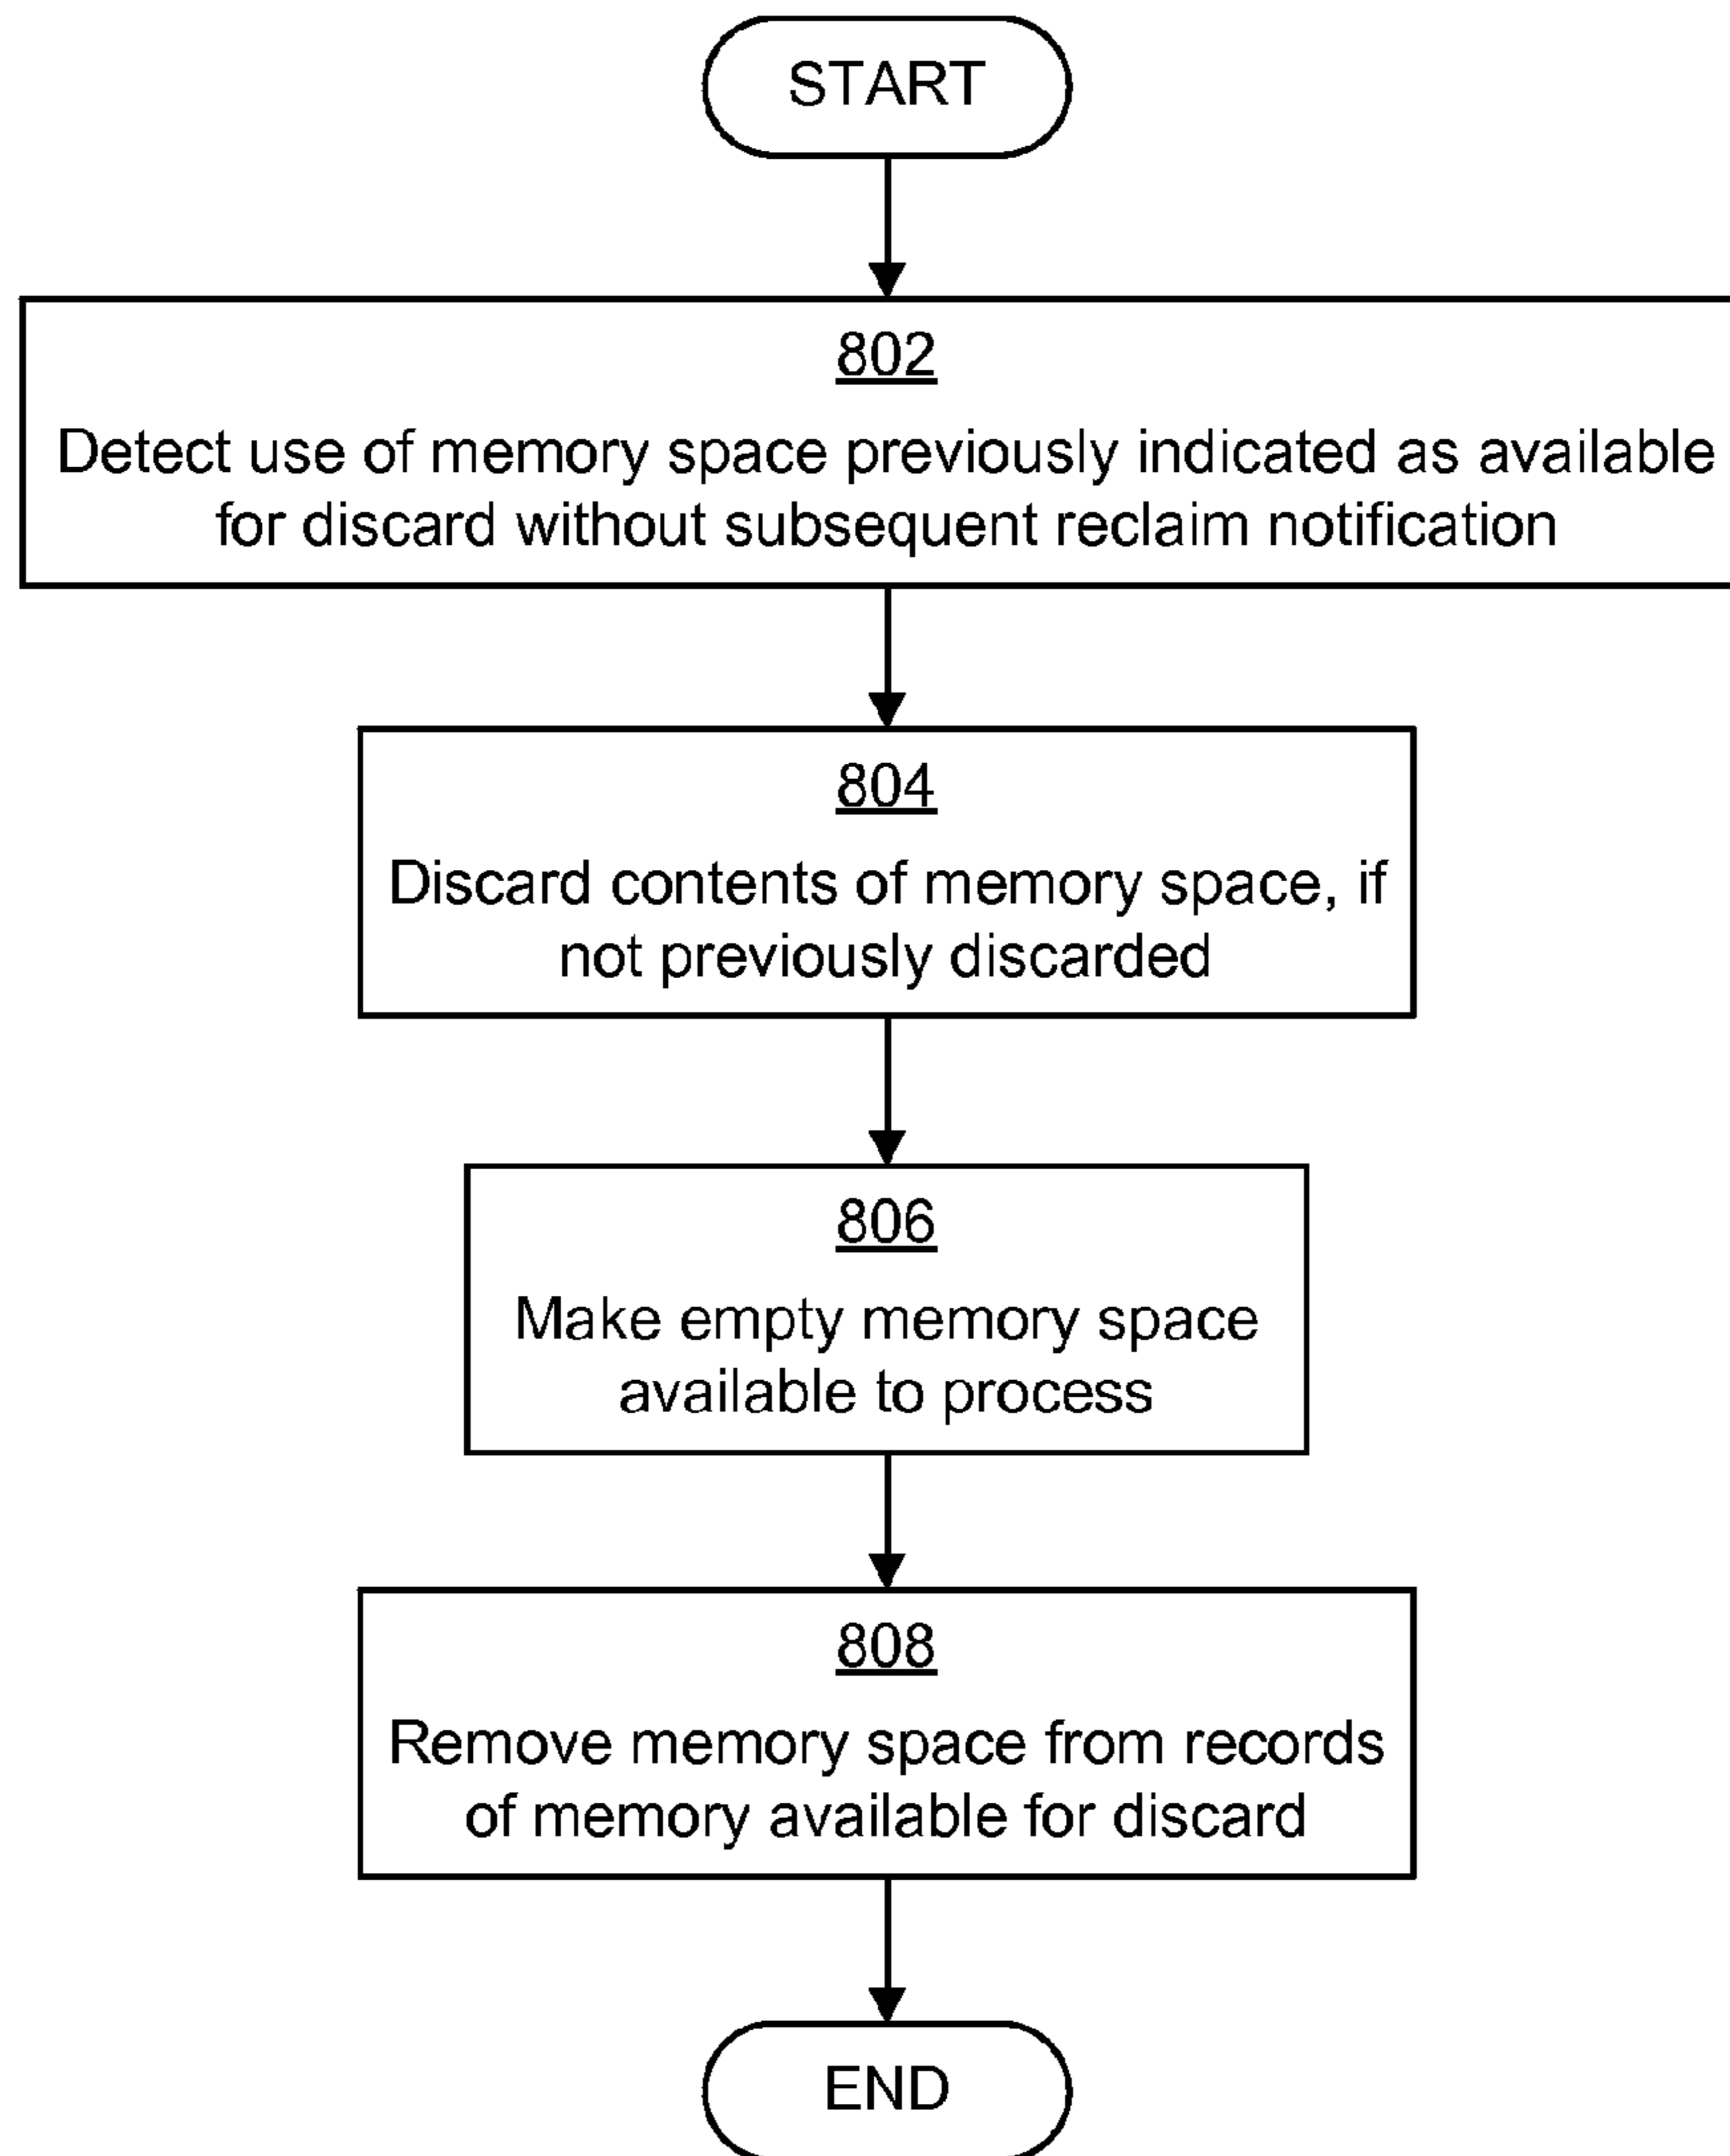 START
802
Detect use of memory space previously indicated as available
for discard without subsequent reclaim notification
804
Discard contents of memory space, if
not previously discarded
806
Make empty memory space
available to process
808
Remove memory space from records
of memory available for discard
END